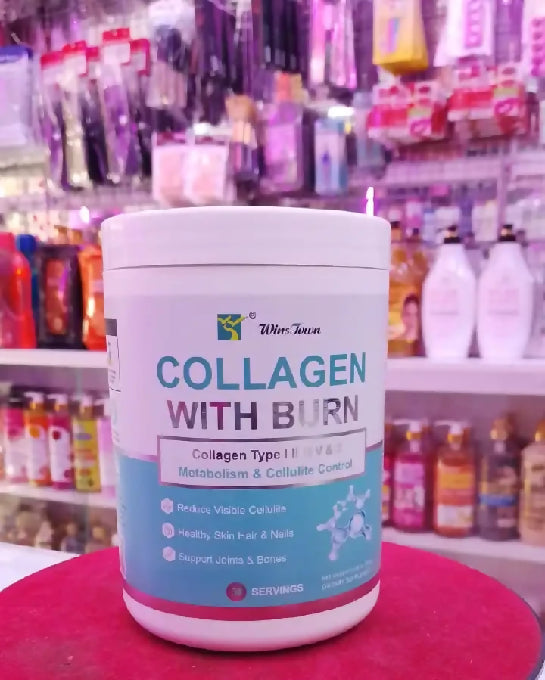 ® Wins Town
COLLAGEN
WITH BURN
Collagen Type I II
Metabolism & Cellulite Control
Reduce Visible Cellulite
Healthy Skin Hair & Nails
Support Joints & Bones
SERVINGS